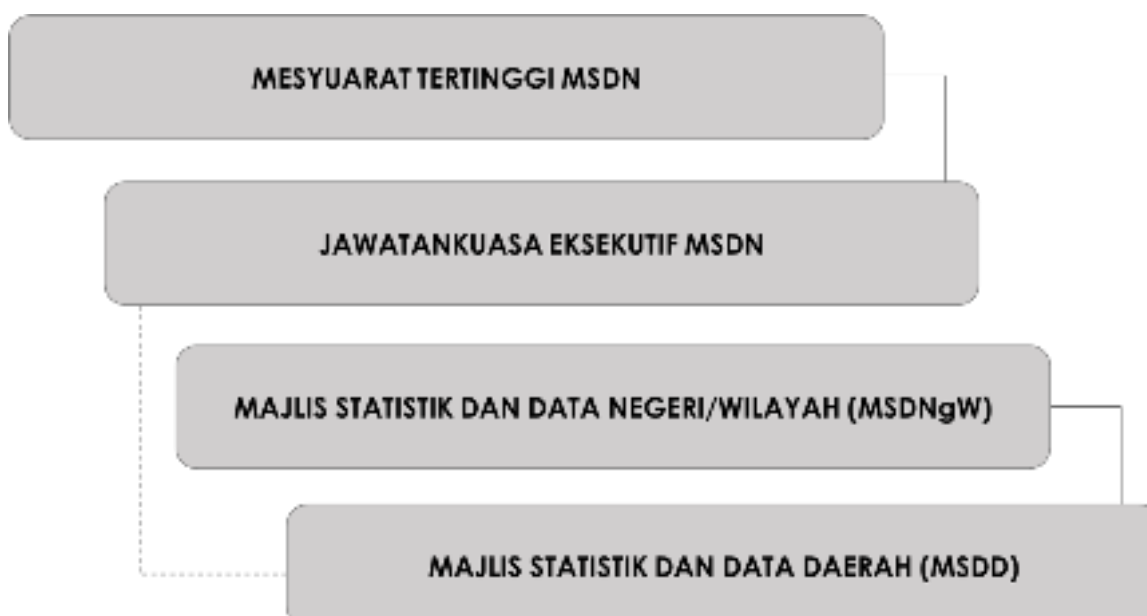 MESYUARAT TERTINGGI MSDN
JAWATANKUASA EKSEKUTIF MSDN
MAJLIS STATISTIK DAN DATA NEGERI/WILAYAH (MSDNgW)
MAJLIS STATISTIK DAN DATA DAERAH (MSDD)